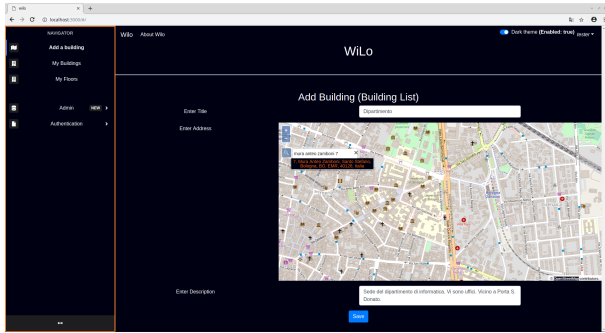 wilo
localhost:3000/#/
NAVIGATOR
Add a building
My Buildings
My Floors
Admin NEW
Authentication
Wilo About Wilo
Dark theme (Enabled: true) tester
WiLo
Add Building (Building List)
Enter Title
Dipartimento
Enter Address
mura anteo zamboni 7
7, Mura Anteo Zamboni, Santo Stefano,
Bologna, BO, EMR, 40126, Italia
© OpenStreetMap contributors.
Enter Description
Sede del dipartimento di informatica. Vi sono uffici. Vicino a Porta S.
Donato.
Save